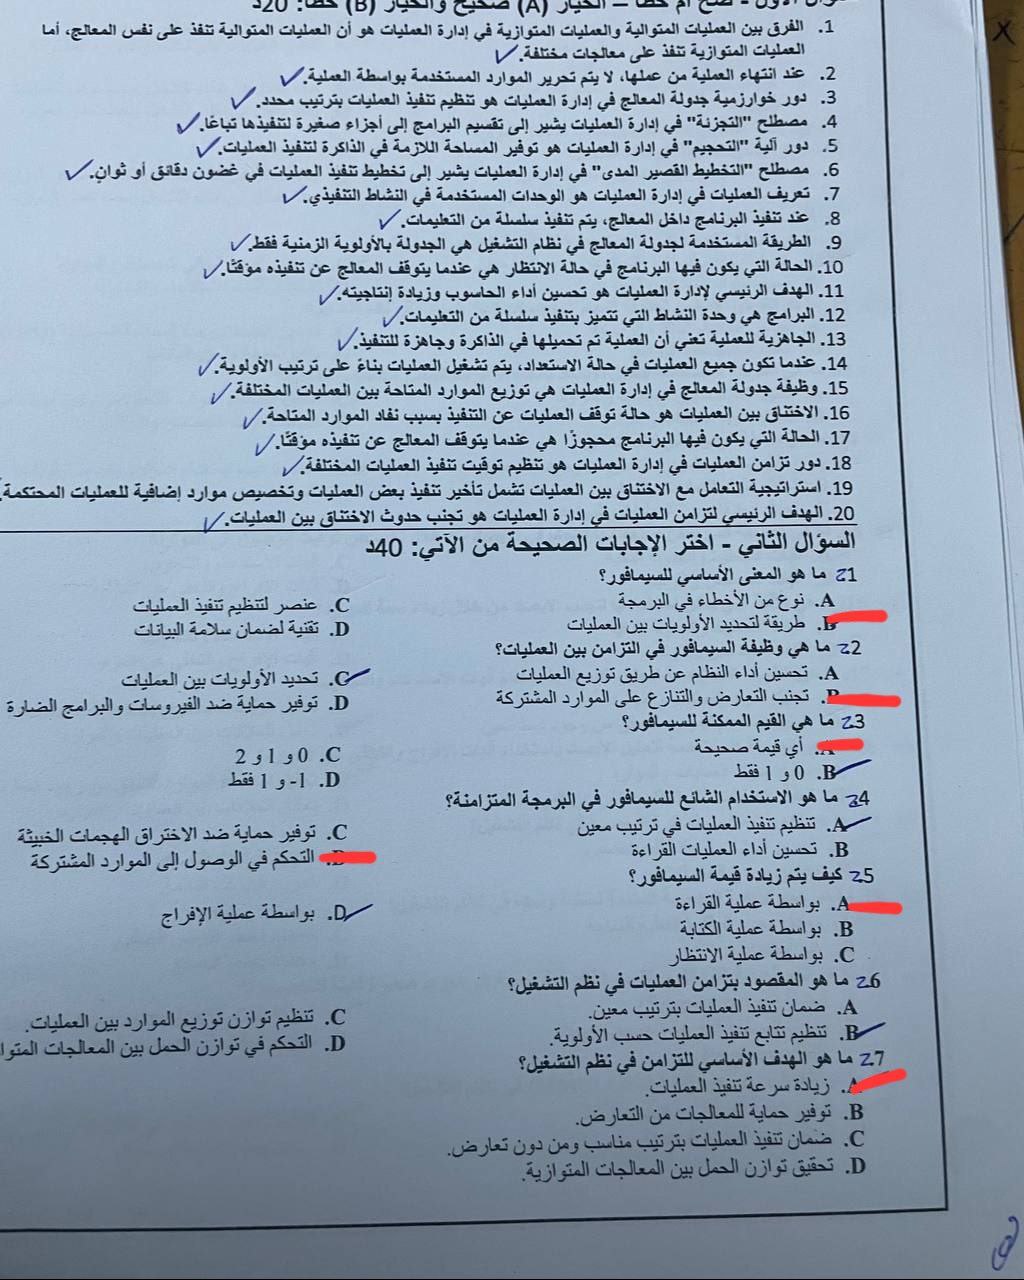 السؤال الأول - صح أم خطأ – الخيار (A) صحيح والخيار (B) خطأ: 20د
1. الفرق بين العمليات المتوالية والعمليات المتوازية في إدارة العمليات هو أن العمليات المتوالية تنفذ على نفس المعالج، أما
العمليات المتوازية تنفذ على معالجات مختلفة.
2. عند انتهاء العملية من عملها، لا يتم تحرير الموارد المستخدمة بواسطة العملية.
3. دور خوارزمية جدولة المعالج في إدارة العمليات هو تنظيم تنفيذ العمليات بترتيب محدد.
4. مصطلح "التجزئة" في إدارة العمليات يشير إلى تقسيم البرامج إلى أجزاء صغيرة لتنفيذها تباعًا.
5. دور آلية "التحجيم" في إدارة العمليات هو توفير المساحة اللازمة في الذاكرة لتنفيذ العمليات.
6. مصطلح "التخطيط القصير المدى" في إدارة العمليات يشير إلى تخطيط تنفيذ العمليات في غضون دقائق أو ثوانٍ.
7. تعريف العمليات في إدارة العمليات هو الوحدات المستخدمة في النشاط التنفيذي.
8. عند تنفيذ البرنامج داخل المعالج، يتم تنفيذ سلسلة من التعليمات.
9. الطريقة المستخدمة لجدولة المعالج في نظام التشغيل هي الجدولة بالأولوية الزمنية فقط.
10. الحالة التي يكون فيها البرنامج في حالة الانتظار هي عندما يتوقف المعالج عن تنفيذه مؤقتًا.
11. الهدف الرئيسي لإدارة العمليات هو تحسين أداء الحاسوب وزيادة إنتاجيته.
12. البرامج هي وحدة النشاط التي تتميز بتنفيذ سلسلة من التعليمات.
13. الجاهزية للعملية تعني أن العملية تم تحميلها في الذاكرة وجاهزة للتنفيذ.
14. عندما تكون جميع العمليات في حالة الاستعداد، يتم تشغيل العمليات بناءً على ترتيب الأولوية.
15. وظيفة جدولة المعالج في إدارة العمليات هي توزيع الموارد المتاحة بين العمليات المختلفة.
16. الاختناق بين العمليات هو حالة توقف العمليات عن التنفيذ بسبب نفاد الموارد المتاحة.
17. الحالة التي يكون فيها البرنامج محجوزًا هي عندما يتوقف المعالج عن تنفيذه مؤقتًا.
18. دور تزامن العمليات في إدارة العمليات هو تنظيم توقيت تنفيذ العمليات المختلفة.
19. استراتيجية التعامل مع الاختناق بين العمليات تشمل تأخير تنفيذ بعض العمليات وتخصيص موارد إضافية للعمليات المحتكمة.
20. الهدف الرئيسي لتزامن العمليات في إدارة العمليات هو تجنب حدوث الاختناق بين العمليات.
السؤال الثاني - اختر الإجابات الصحيحة من الآتي: 40د
21 ما هو المعنى الأساسي للسيمافور؟
A. نوع من الأخطاء في البرمجة C. عنصر لتنظيم تنفيذ العمليات
B. طريقة لتحديد الأولويات بين العمليات D. تقنية لضمان سلامة البيانات
22 ما هي وظيفة السيمافور في التزامن بين العمليات؟
A. تحسين أداء النظام عن طريق توزيع العمليات C. تحديد الأولويات بين العمليات
B. تجنب التعارض والتنازع على الموارد المشتركة D. توفير حماية ضد الفيروسات والبرامج الضارة
23 ما هي القيم الممكنة للسيمافور؟
A. أي قيمة صحيحة C. 0 و 1 و 2
B. 0 و 1 فقط D. -1 و 1 فقط
24 ما هو الاستخدام الشائع للسيمافور في البرمجة المتزامنة؟
A. تنظيم تنفيذ العمليات في ترتيب معين C. توفير حماية ضد الاختراق الهجمات الخبيثة
B. تحسين أداء العمليات القراءة D. التحكم في الوصول إلى الموارد المشتركة
25 كيف يتم زيادة قيمة السيمافور؟
A. بواسطة عملية القراءة D. بواسطة عملية الإفراج
B. بواسطة عملية الكتابة
C. بواسطة عملية الانتظار
26 ما هو المقصود بتزامن العمليات في نظم التشغيل؟
A. ضمان تنفيذ العمليات بترتيب معين. C. تنظيم توازن توزيع الموارد بين العمليات.
B. تنظيم تتابع تنفيذ العمليات حسب الأولوية. D. التحكم في توازن الحمل بين المعالجات المتوا
27 ما هو الهدف الأساسي للتزامن في نظم التشغيل؟
A. زيادة سرعة تنفيذ العمليات.
B. توفير حماية للمعالجات من التعارض.
C. ضمان تنفيذ العمليات بترتيب مناسب ومن دون تعارض.
D. تحقيق توازن الحمل بين المعالجات المتوازية.